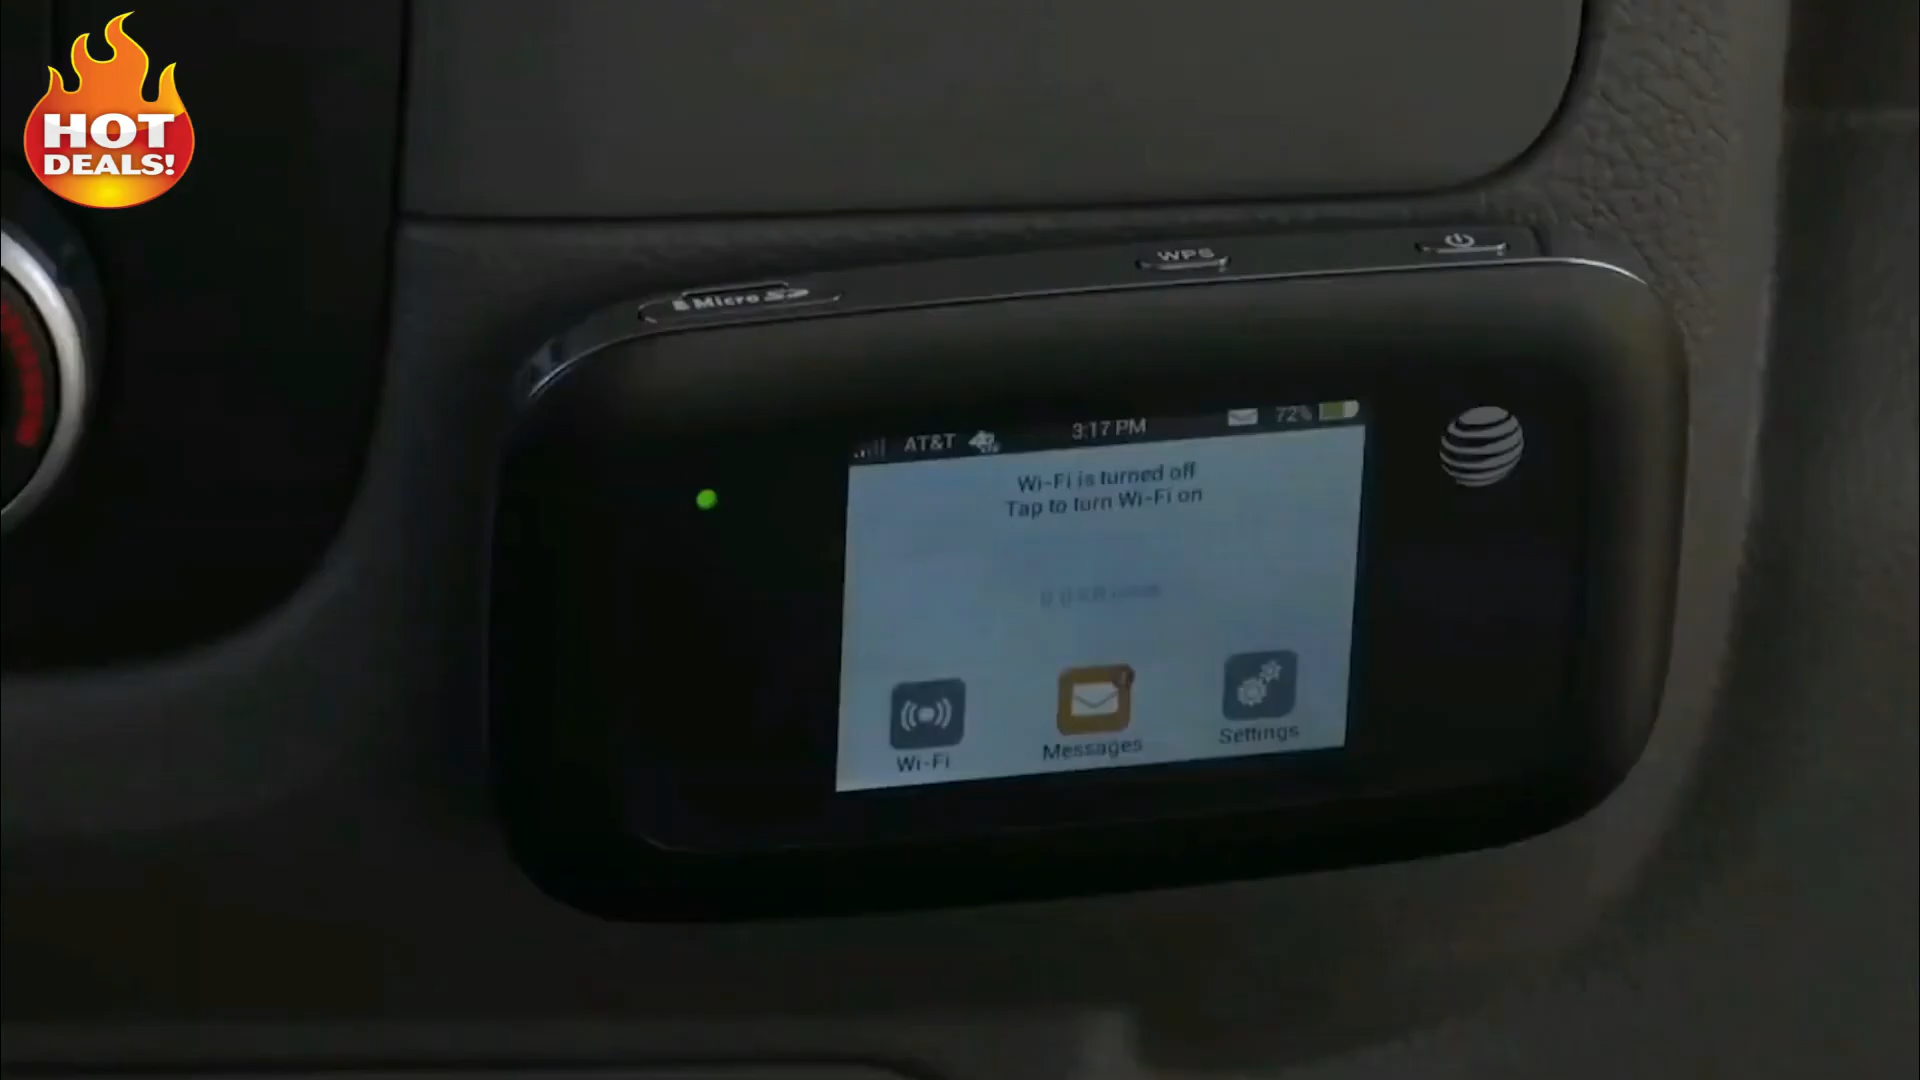 HOT
DEALS!
Micro
WPS
AT&T
3:17 PM
72%
Wi-Fi is turned off
Tap to turn Wi-Fi on
Wi-Fi
Messages
Settings